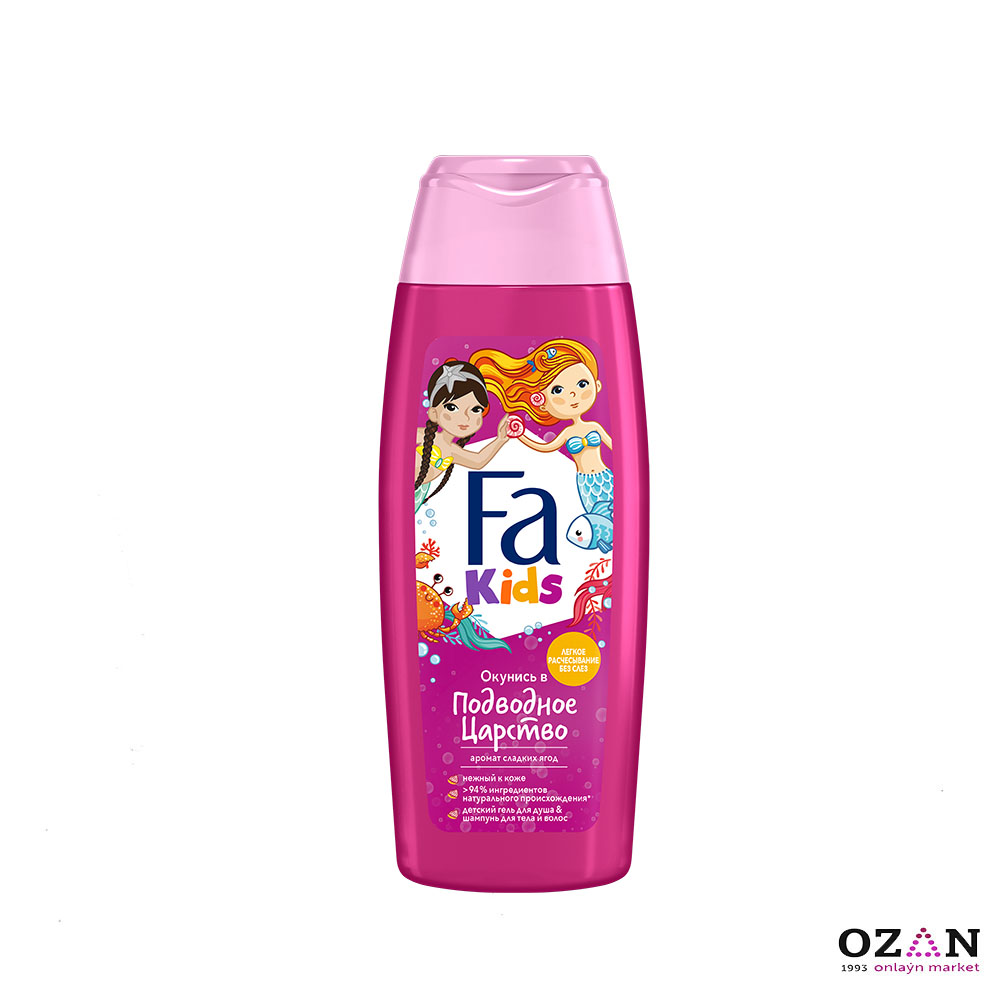 Fa
Kids
ЛЕГКОЕ
РАСЧЕСЫВАНИЕ
БЕЗ СЛЕЗ
Окунись в
Подводное
Царство
аромат сладких ягод
нежный к коже
>94% ингредиентов
натурального происхождения*
детский гель для душа &
шампунь для тела и волос
OZAN
1993 onlaýn market